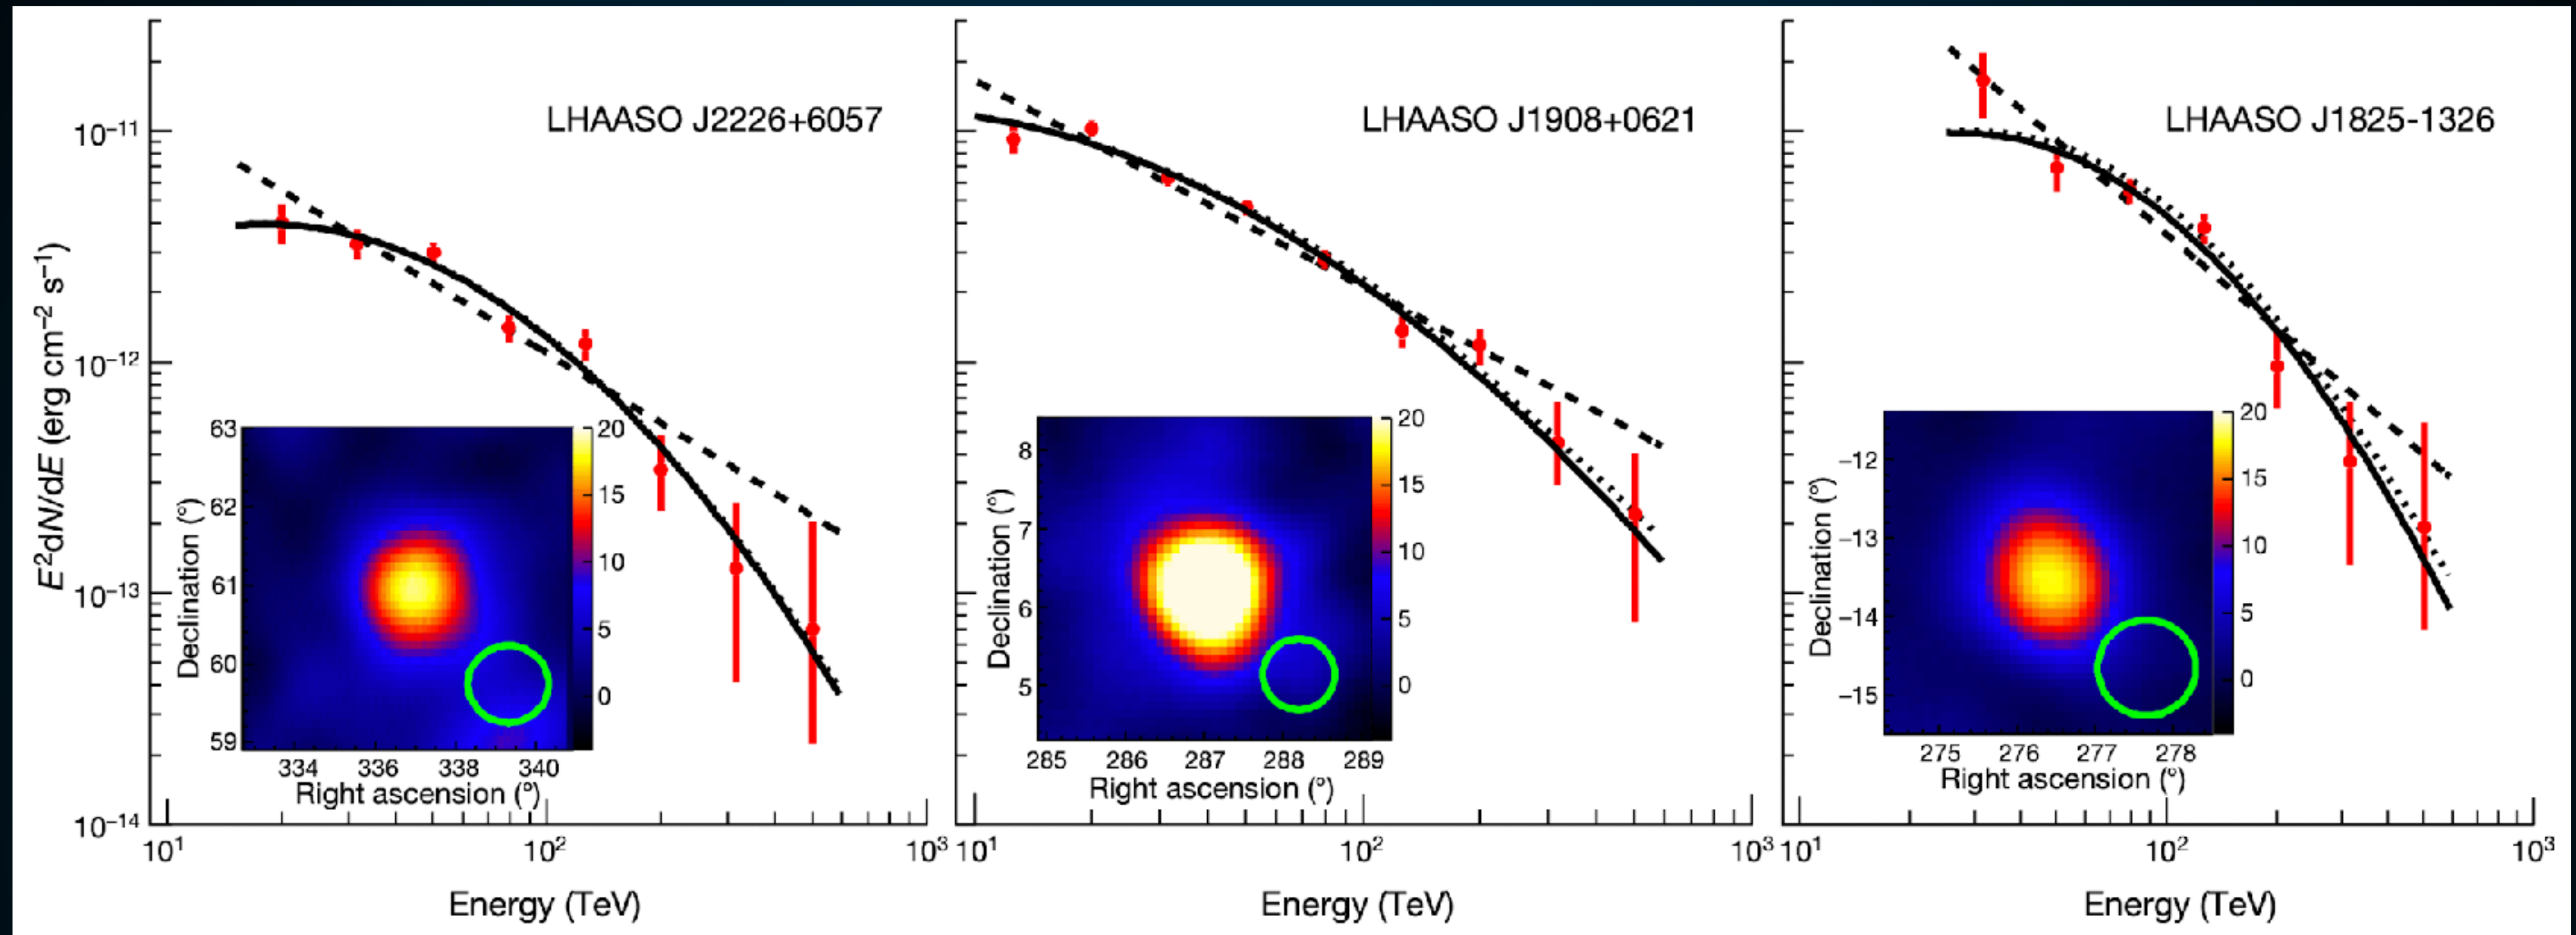 LHAASO J2226+6057
LHAASO J1908+0621
LHAASO J1825-1326
E²dN/dE (erg cm⁻² s⁻¹)
10⁻¹¹
10⁻¹²
10⁻¹³
10⁻¹⁴
Declination (°)
63
62
61
60
59
20
15
10
5
0
334 336 338 340
Right ascension (°)
Declination (°)
8
7
6
5
20
15
10
5
0
285 286 287 288 289
Right ascension (°)
Declination (°)
−12
−13
−14
−15
20
15
10
5
0
275 276 277 278
Right ascension (°)
10¹ 10² 10³
10¹ 10² 10³
10¹ 10² 10³
Energy (TeV)
Energy (TeV)
Energy (TeV)